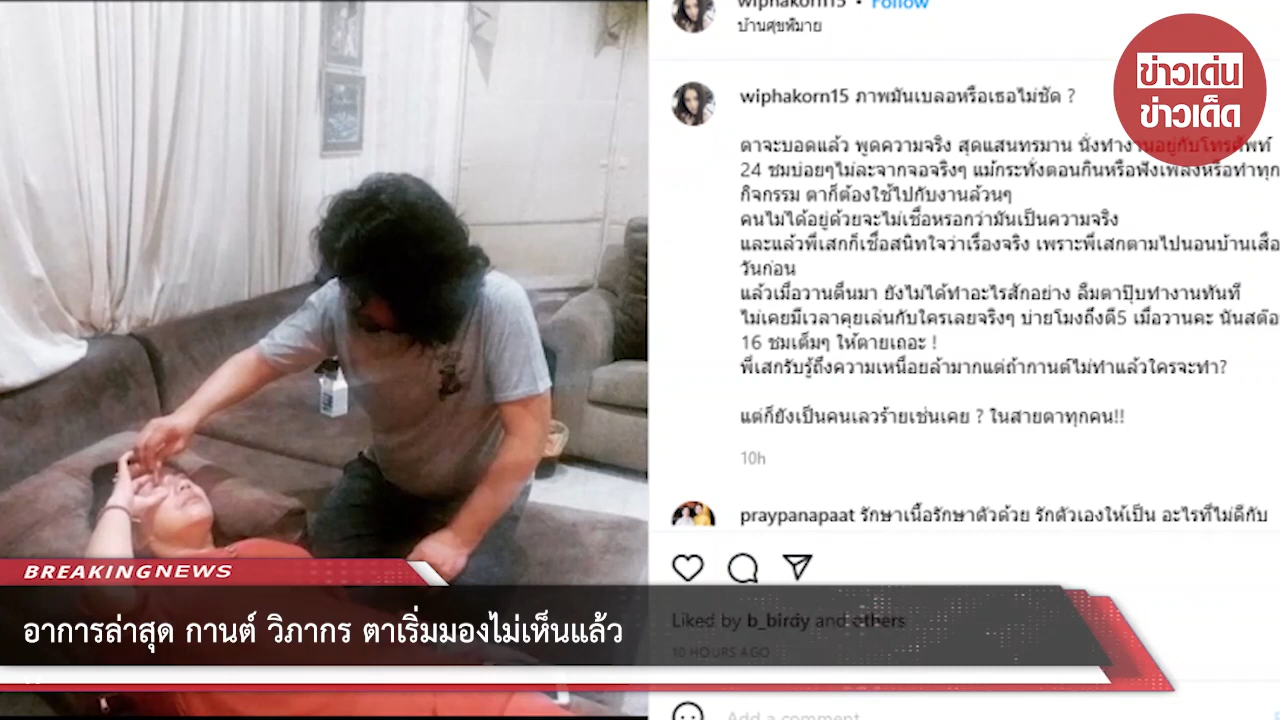 wiphakorn15 • Follow
บ้านศุขหิมาย
ข่าวเด่น
ข่าวเด็ด
wiphakorn15 ภาพมันเบลอหรือเธอไม่ชัด ?
ตาจะบอดแล้ว พูดความจริง สุดแสนทรมาน นั่งทำงานอยู่กับโทรศัพท์
24 ชมบ่อยๆไม่ละจากจอจริงๆ แม้กระทั่งตอนกินหรือฟังเพลงหรือทำทุก
กิจกรรม ตาก็ต้องใช้ไปกับงานล้วนๆ
คนไม่ได้อยู่ด้วยจะไม่เชื่อหรอกว่ามันเป็นความจริง
และแล้วพี่เสกก็เชื่อสนิทใจว่าเรื่องจริง เพราะพี่เสกตามไปนอนบ้านเสื้อ
วันก่อน
แล้วเมื่อวานตื่นมา ยังไม่ได้ทำอะไรสักอย่าง ลืมตาปุ๊บทำงานทันที
ไม่เคยมีเวลาคุยเล่นกับใครเลยจริงๆ บ่ายโมงถึงตี5 เมื่อวานคะ นั่นสต๊อ
16 ชมเต็มๆ ให้ตายเถอะ !
พี่เสกรับรู้ถึงความเหนื่อยล้ามากแต่ถ้ากานต์ไม่ทำแล้วใครจะทำ?
แต่ก็ยังเป็นคนเลวร้ายเช่นเคย ? ในสายตาทุกคน!!
10h
praypanapaat รักษาเนื้อรักษาตัวด้วย รักตัวเองให้เป็น อะไรที่ไม่ดีกับ
BREAKINGNEWS
อาการล่าสุด กานต์ วิภากร ตาเริ่มมองไม่เห็นแล้ว
Liked by b_birdy and others
10 HOURS AGO
Add a comment